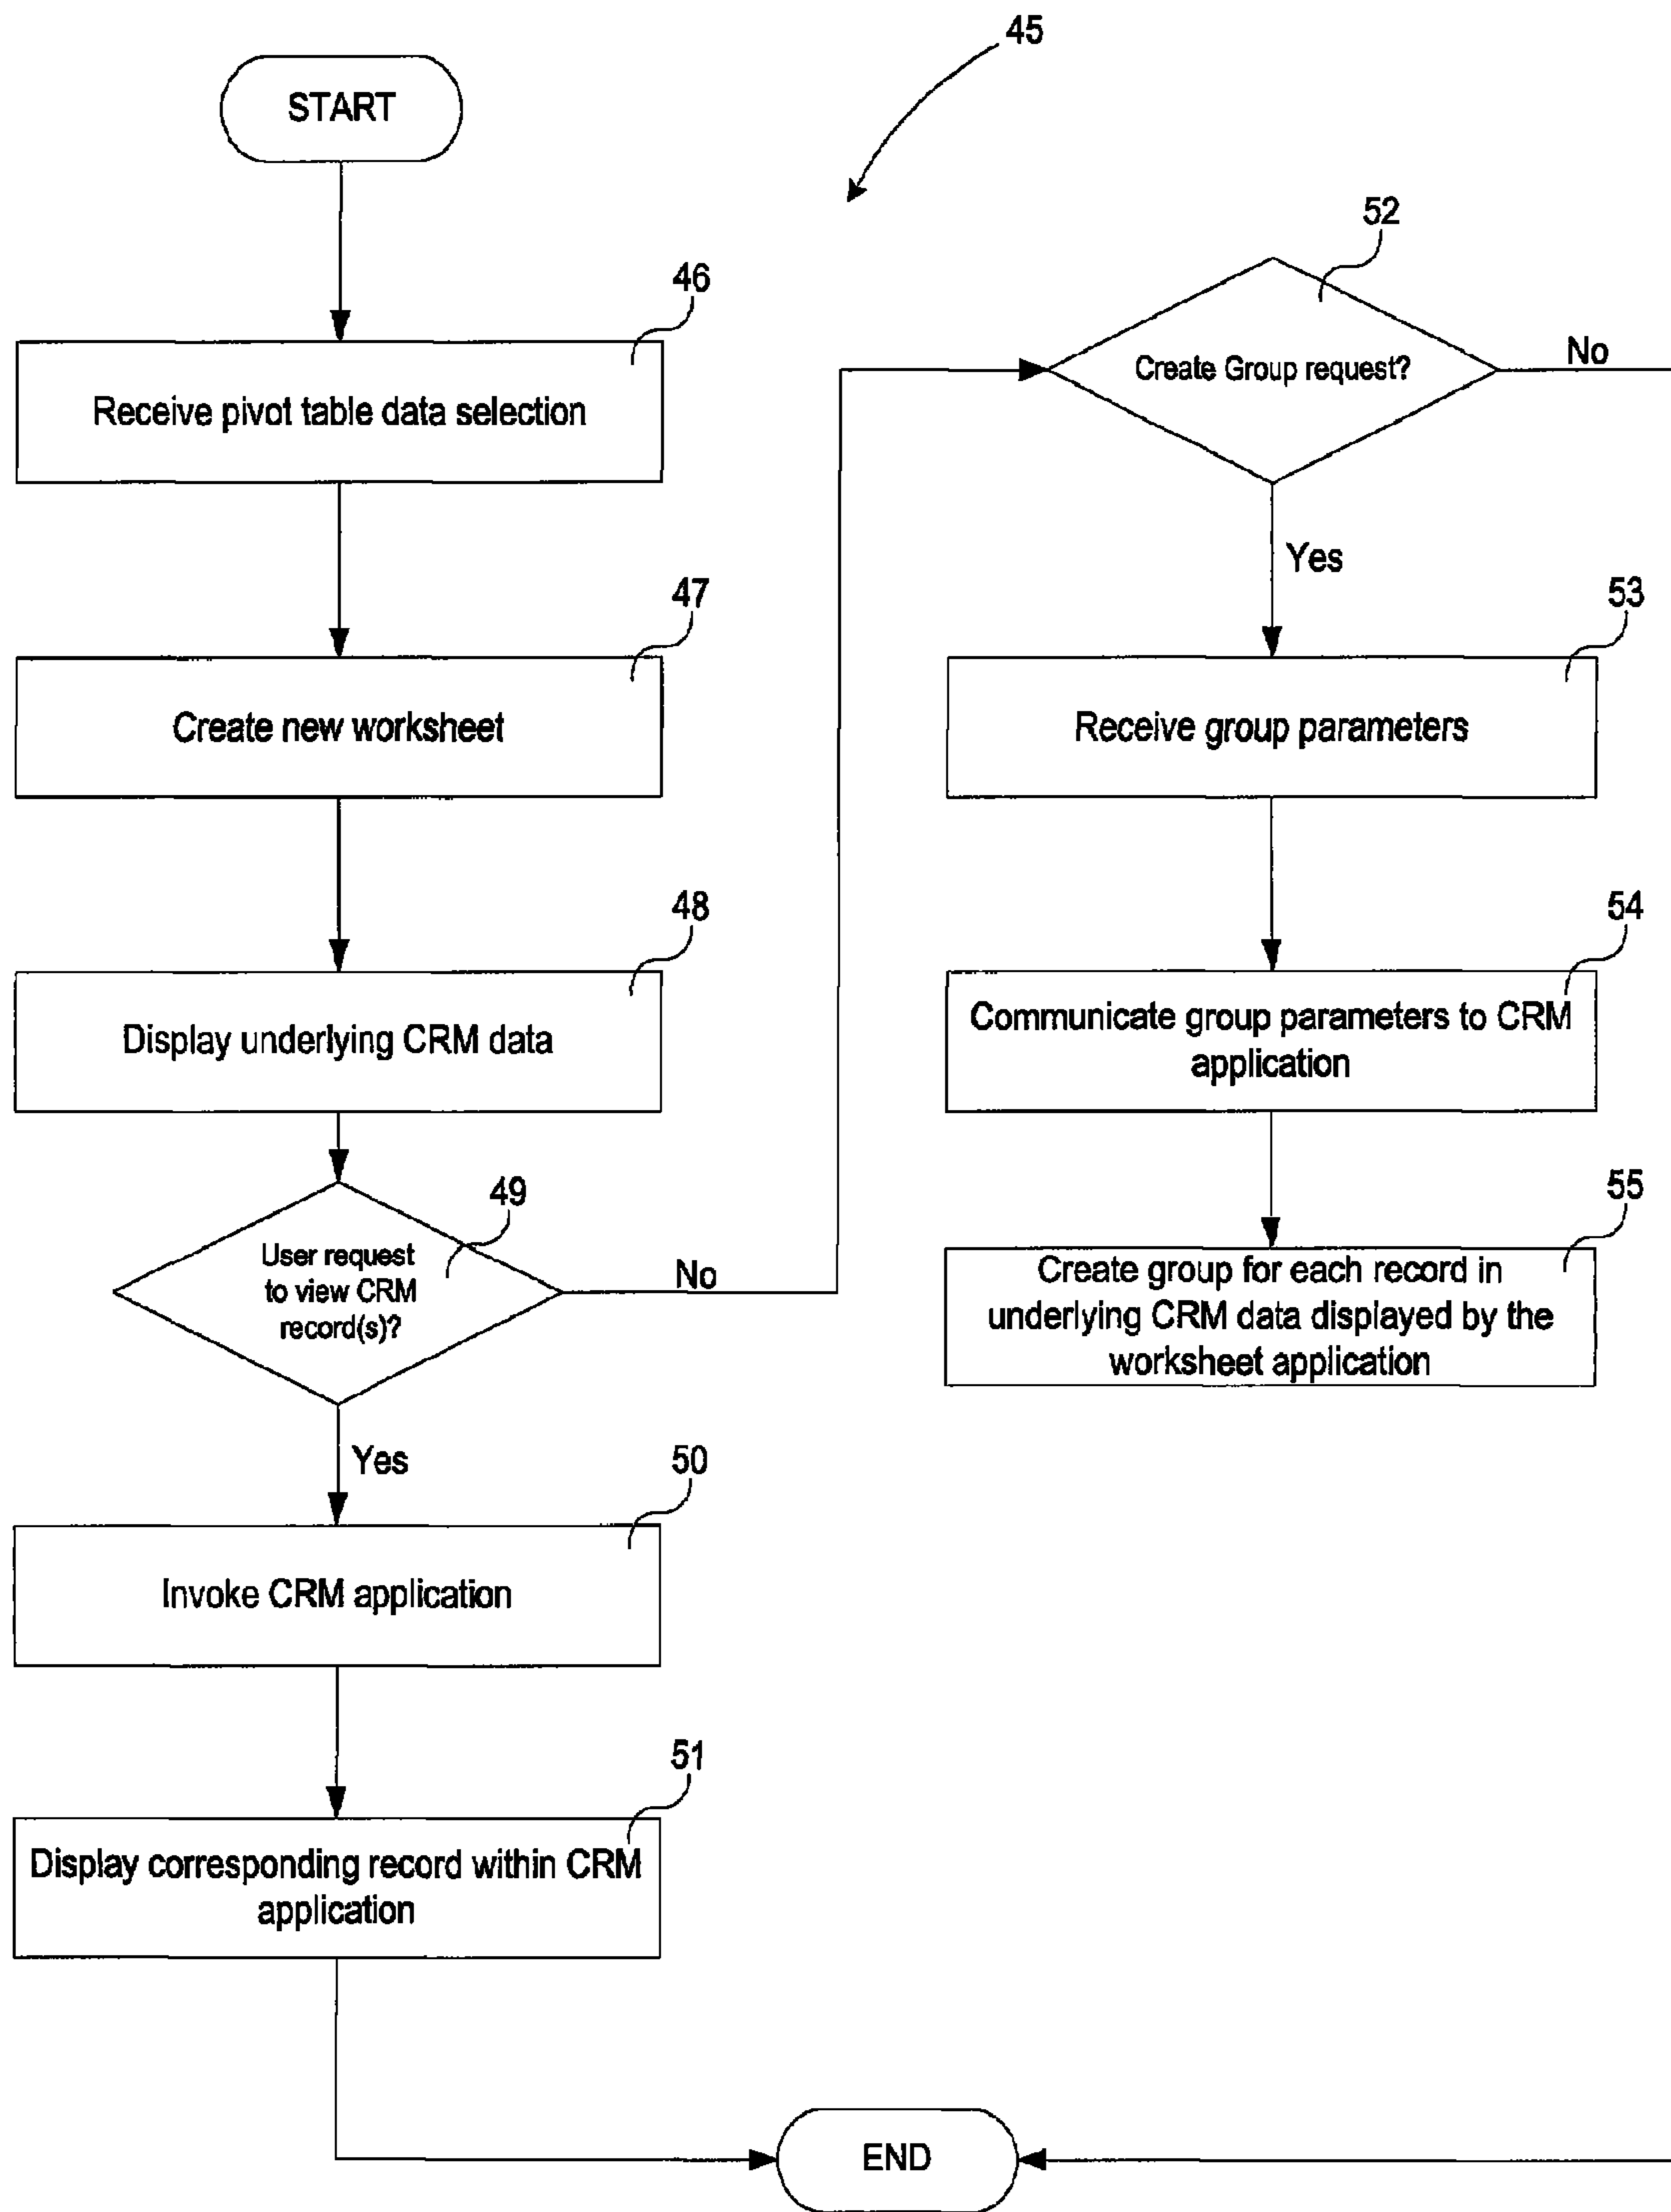 45
START
46
Receive pivot table data selection
47
Create new worksheet
48
Display underlying CRM data
49
User request
to view CRM
record(s)?
No
Yes
50
Invoke CRM application
51
Display corresponding record within CRM
application
52
Create Group request?
No
Yes
53
Receive group parameters
54
Communicate group parameters to CRM
application
55
Create group for each record in
underlying CRM data displayed by the
worksheet application
END